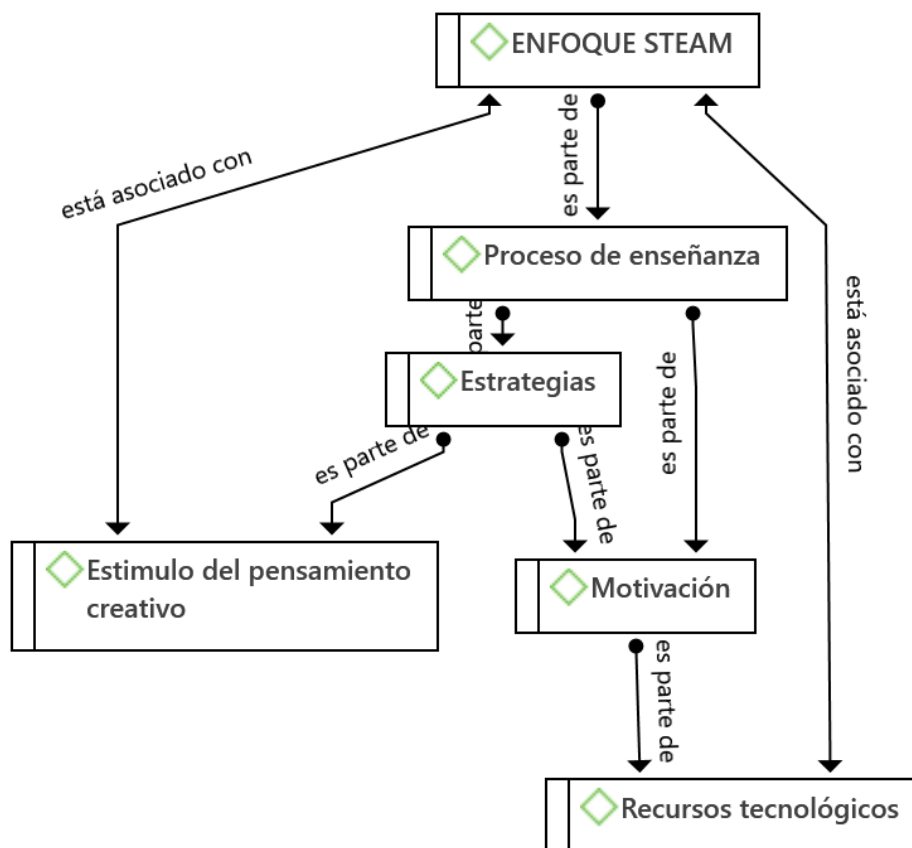 ENFOQUE STEAM
es parte de
está asociado con
Proceso de enseñanza
está asociado con
parte
Estrategias
es parte de
es parte de
es parte de
Estimulo del pensamiento
creativo
Motivación
es parte de
Recursos tecnológicos